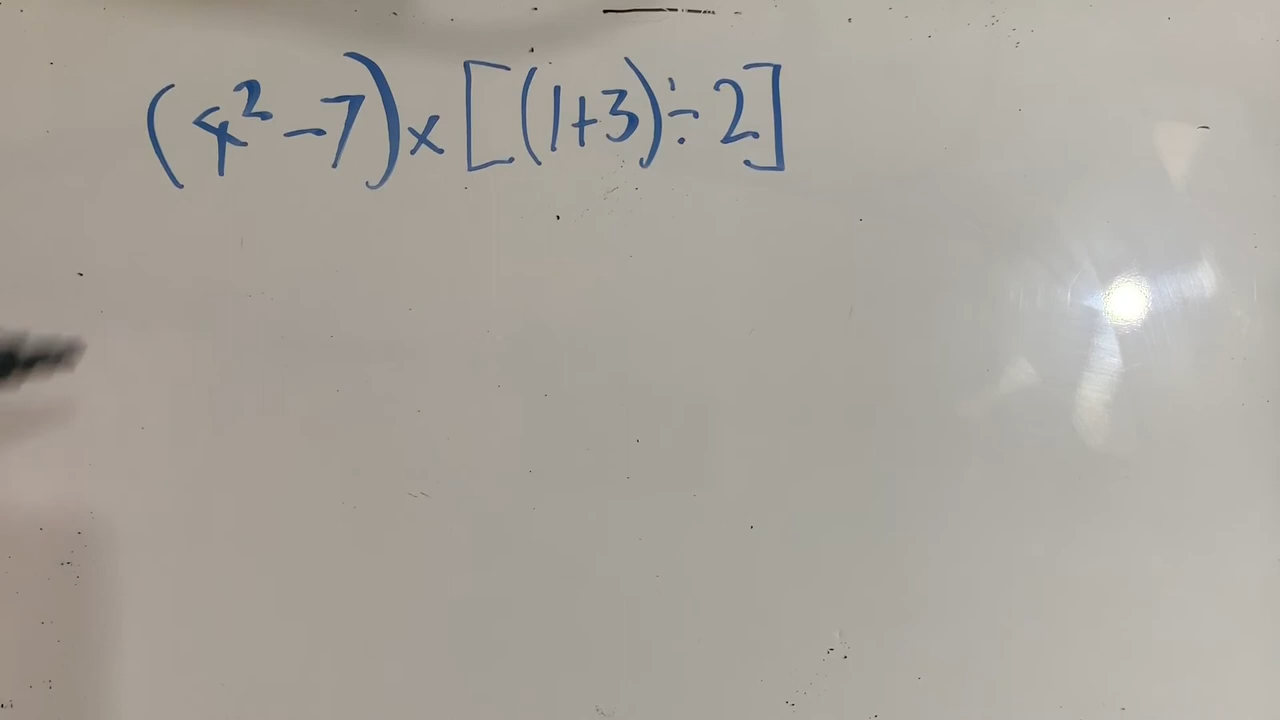 (4² - 7) × [(1+3) ÷ 2]